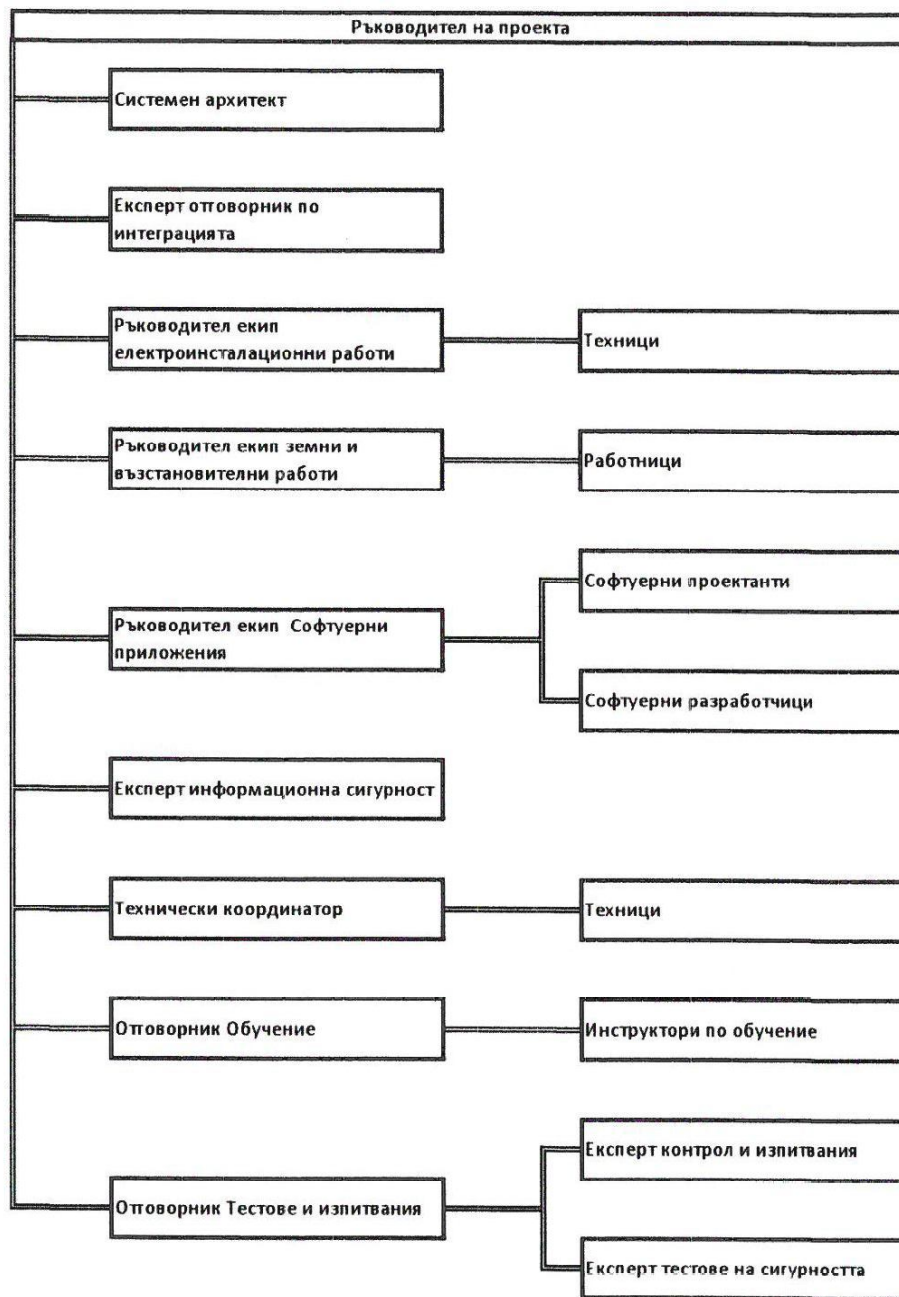 Ръководител на проекта
Системен архитект
Експерт отговорник по
интеграцията
Ръководител екип
електроинсталационни работи
Техници
Ръководител екип земни и
възстановителни работи
Работници
Софтуерни проектанти
Ръководител екип Софтуерни
приложения
Софтуерни разработчици
Експерт информационна сигурност
Технически координатор
Техници
Отговорник Обучение
Инструктори по обучение
Експерт контрол и изпитвания
Отговорник Тестове и изпитвания
Експерт тестове на сигурността